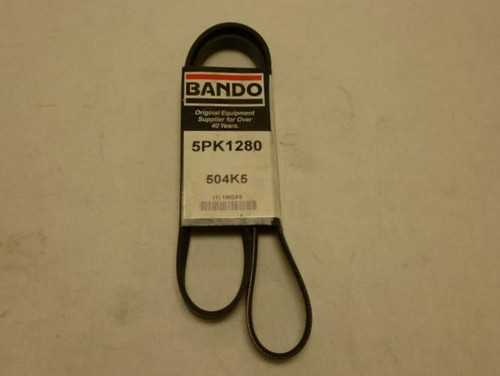 BANDO
Original Equipment
Supplier for Over
40 Years.
5PK1280
504K5